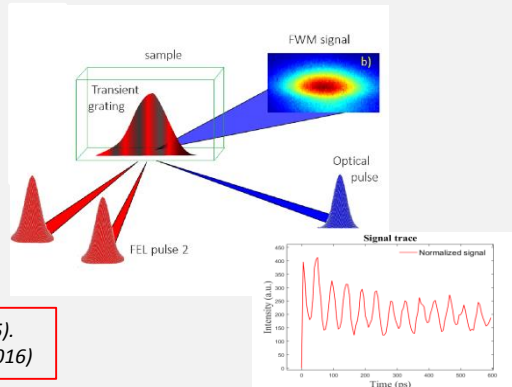 FWM signal
b)
sample
Transient
grating
Optical
pulse
FEL pulse 2
Signal trace
Normalized signal
Intensity (a.u.)
450
400
350
300
250
200
150
100
50
0
0 100 200 300 400 500 600
Time (ps)
).
016)